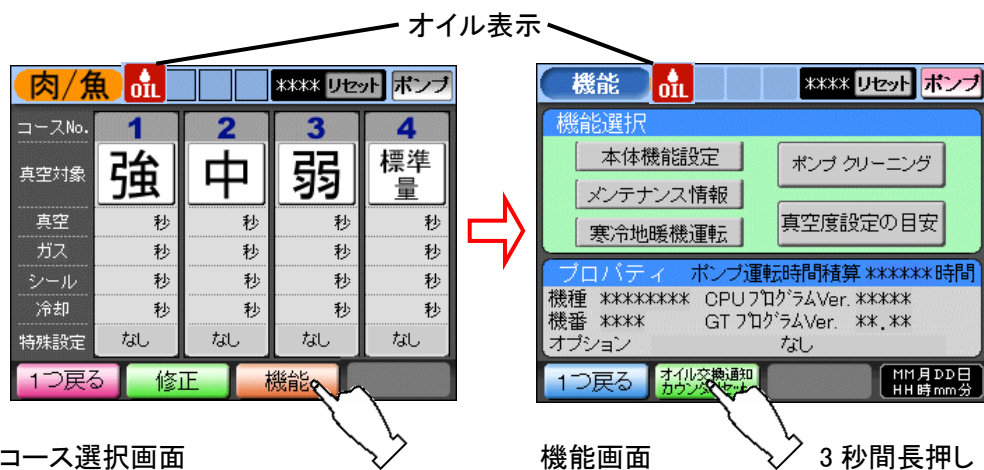 オイル表示
肉/魚 OIL **** リセット ポンプ
コースNo. 1 2 3 4
真空対象 強 中 弱 標準量
真空 秒 秒 秒 秒
ガス 秒 秒 秒 秒
シール 秒 秒 秒 秒
冷却 秒 秒 秒 秒
特殊設定 なし なし なし なし
1つ戻る 修正 機能
コース選択画面
機能 OIL **** リセット ポンプ
機能選択
本体機能設定 ポンプ クリーニング
メンテナンス情報
寒冷地暖機運転 真空度設定の目安
プロパティ ポンプ運転時間積算 ****** 時間
機種 ******** CPUプログラムVer. *****
機番 **** GT プログラムVer. **.**
オプション なし
1つ戻る オイル交換通知 MM月DD日
カウンタリセット HH時mm分
機能画面 3 秒間長押し